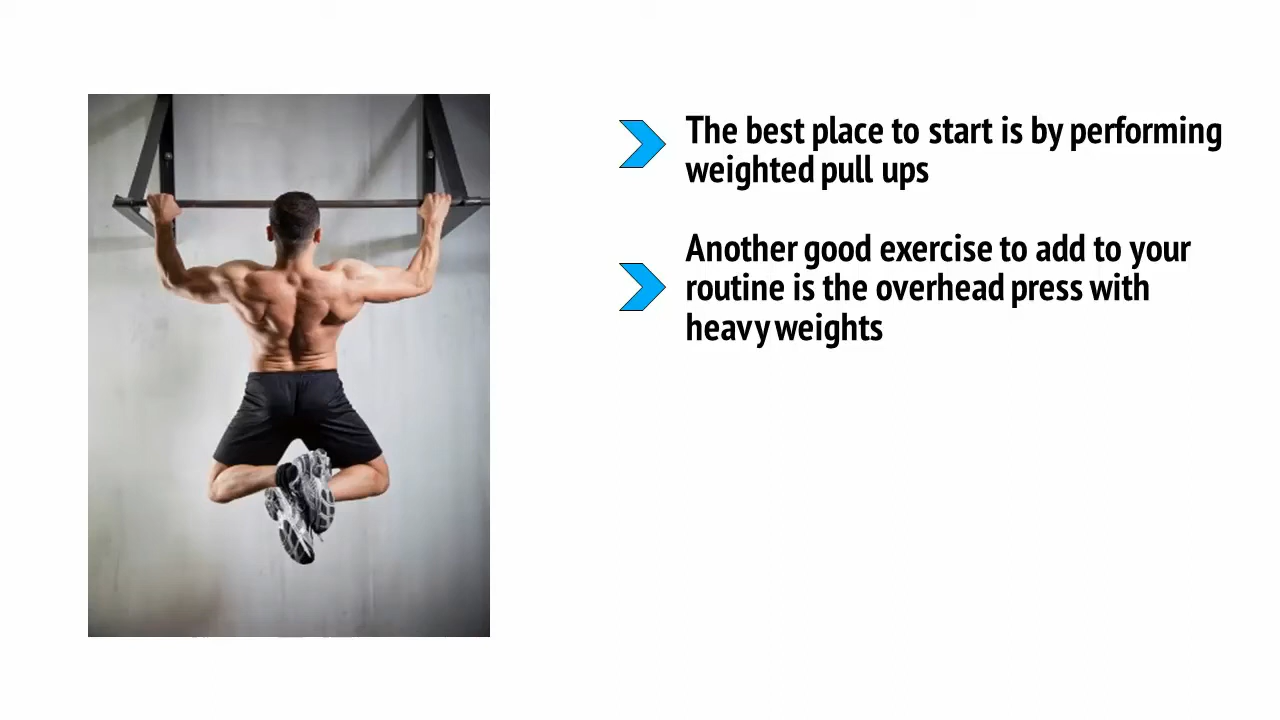 The best place to start is by performing
weighted pull ups
Another good exercise to add to your
routine is the overhead press with
heavy weights